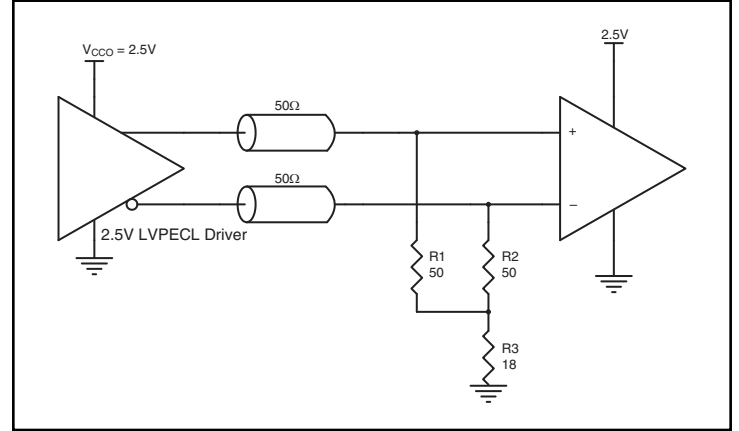 V_CCO = 2.5V
2.5V
50Ω
+
50Ω
−
2.5V LVPECL Driver
R1
50
R2
50
R3
18